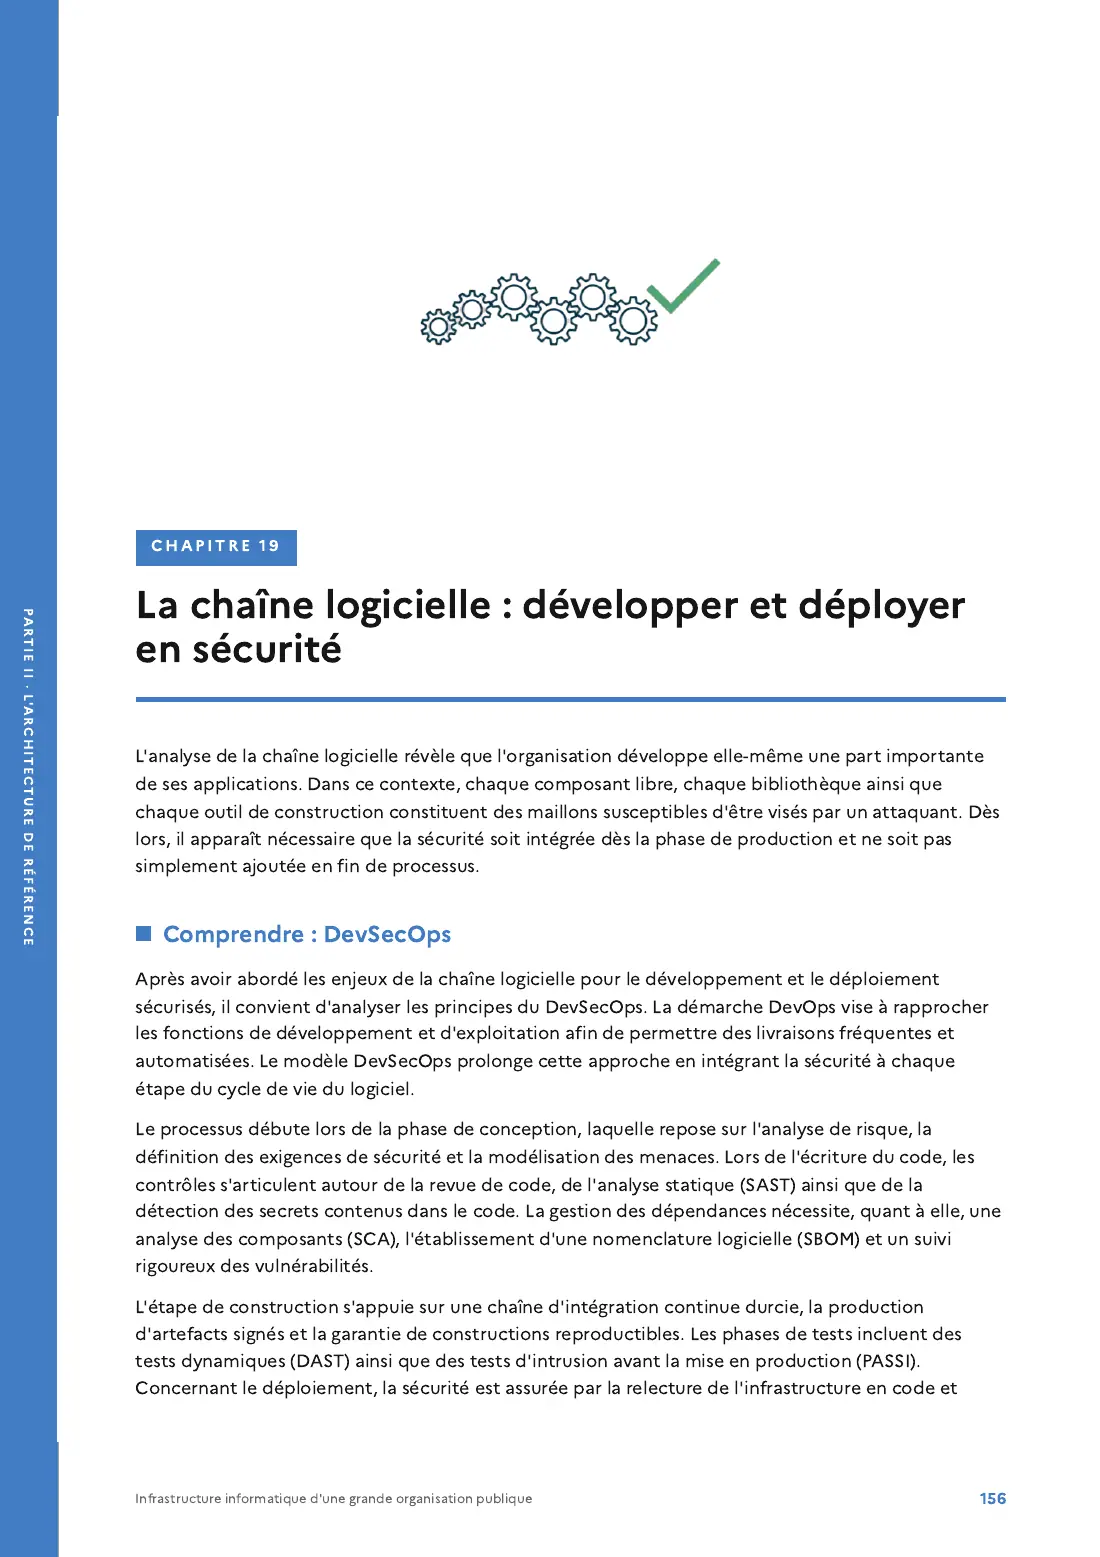 CHAPITRE 19
La chaîne logicielle : développer et déployer
en sécurité
PARTIE II · L'ARCHITECTURE DE RÉFÉRENCE
L'analyse de la chaîne logicielle révèle que l'organisation développe elle-même une part importante
de ses applications. Dans ce contexte, chaque composant libre, chaque bibliothèque ainsi que
chaque outil de construction constituent des maillons susceptibles d'être visés par un attaquant. Dès
lors, il apparaît nécessaire que la sécurité soit intégrée dès la phase de production et ne soit pas
simplement ajoutée en fin de processus.
Comprendre : DevSecOps
Après avoir abordé les enjeux de la chaîne logicielle pour le développement et le déploiement
sécurisés, il convient d'analyser les principes du DevSecOps. La démarche DevOps vise à rapprocher
les fonctions de développement et d'exploitation afin de permettre des livraisons fréquentes et
automatisées. Le modèle DevSecOps prolonge cette approche en intégrant la sécurité à chaque
étape du cycle de vie du logiciel.
Le processus débute lors de la phase de conception, laquelle repose sur l'analyse de risque, la
définition des exigences de sécurité et la modélisation des menaces. Lors de l'écriture du code, les
contrôles s'articulent autour de la revue de code, de l'analyse statique (SAST) ainsi que de la
détection des secrets contenus dans le code. La gestion des dépendances nécessite, quant à elle, une
analyse des composants (SCA), l'établissement d'une nomenclature logicielle (SBOM) et un suivi
rigoureux des vulnérabilités.
L'étape de construction s'appuie sur une chaîne d'intégration continue durcie, la production
d'artefacts signés et la garantie de constructions reproductibles. Les phases de tests incluent des
tests dynamiques (DAST) ainsi que des tests d'intrusion avant la mise en production (PASSI).
Concernant le déploiement, la sécurité est assurée par la relecture de l'infrastructure en code et
Infrastructure informatique d'une grande organisation publique
156